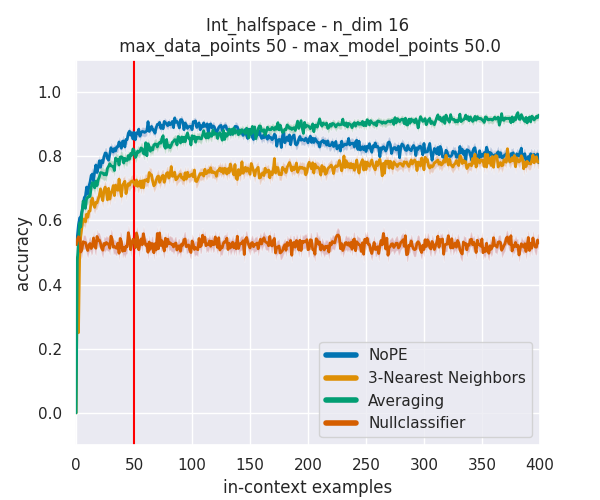 Int_halfspace - n_dim 16
max_data_points 50 - max_model_points 50.0
accuracy
1.0
0.8
0.6
0.4
0.2
0.0
NoPE
3-Nearest Neighbors
Averaging
Nullclassifier
0 50 100 150 200 250 300 350 400
in-context examples